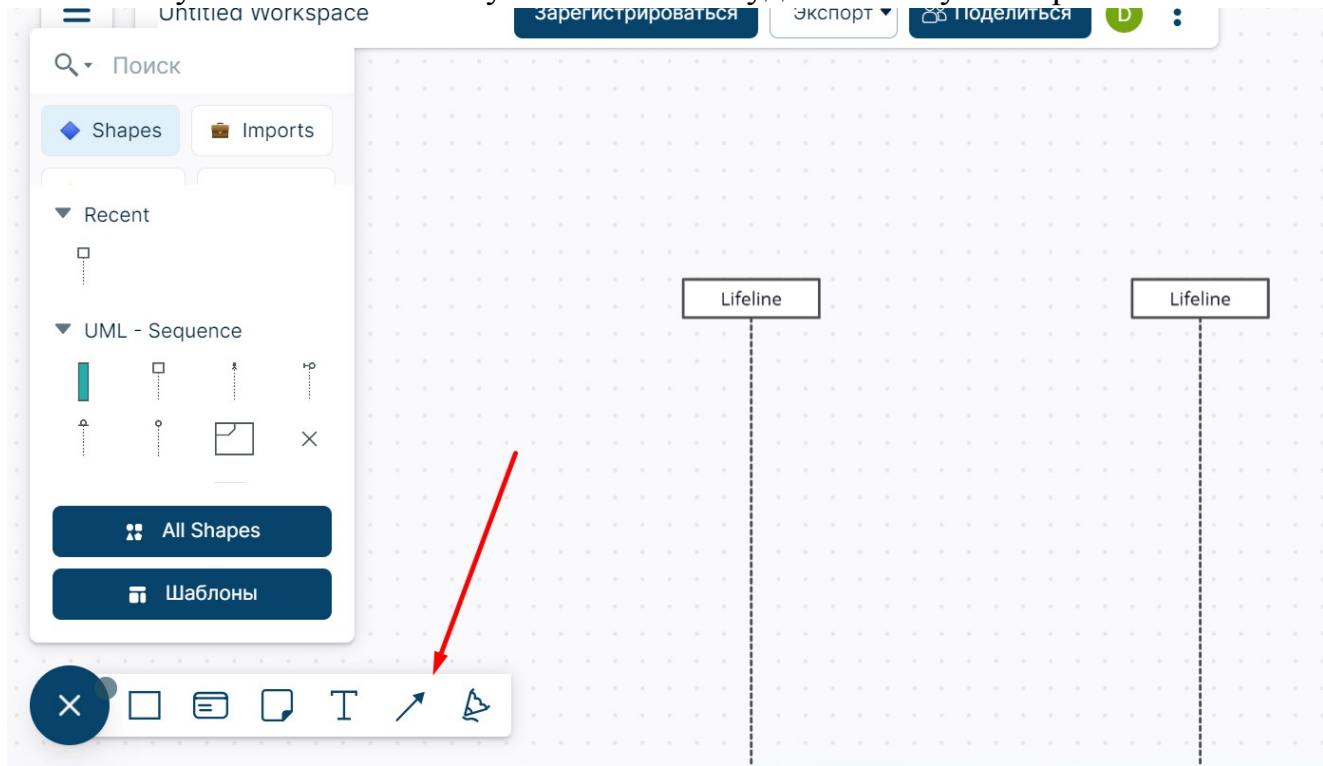 Untitled Workspace
Зарегистрироваться
Экспорт
Поделиться
D
Поиск
Shapes
Imports
Recent
Lifeline
Lifeline
UML - Sequence
All Shapes
Шаблоны
T